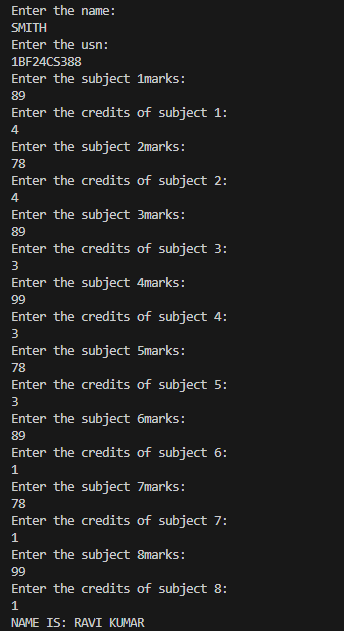 Enter the name:
SMITH
Enter the usn:
1BF24CS388
Enter the subject 1marks:
89
Enter the credits of subject 1:
4
Enter the subject 2marks:
78
Enter the credits of subject 2:
4
Enter the subject 3marks:
89
Enter the credits of subject 3:
3
Enter the subject 4marks:
99
Enter the credits of subject 4:
3
Enter the subject 5marks:
78
Enter the credits of subject 5:
3
Enter the subject 6marks:
89
Enter the credits of subject 6:
1
Enter the subject 7marks:
78
Enter the credits of subject 7:
1
Enter the subject 8marks:
99
Enter the credits of subject 8:
1
NAME IS: RAVI KUMAR